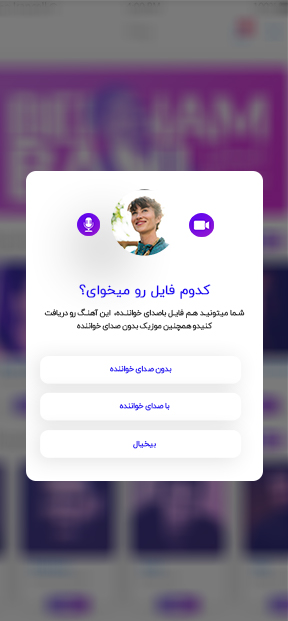 کدوم فایل رو میخوای؟
شما میتونید هم فایل باصدای خواننده، این آهنگ رو دریافت
کنیدو همچنین موزیک بدون صدای خواننده
بدون صدای خواننده
با صدای خواننده
بیخیال